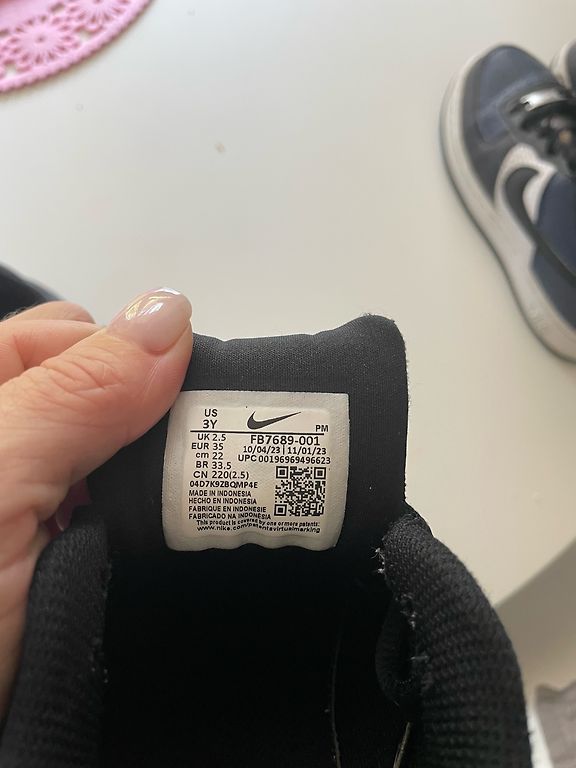 US
3Y
PM
UK 2.5
EUR 35
cm 22
BR 33.5
CN 220(2.5)
FB7689-001
10/04/23 | 11/01/23
UPC 00196969496623
04D7K9Z8QMP4E
MADE IN INDONESIA
HECHO EN INDONESIA
FABRIQUE EN INDONESIE
FABRICADO NA INDONESIA
This product is covered by one or more patents:
www.nike.com/patentsvirtualmarking